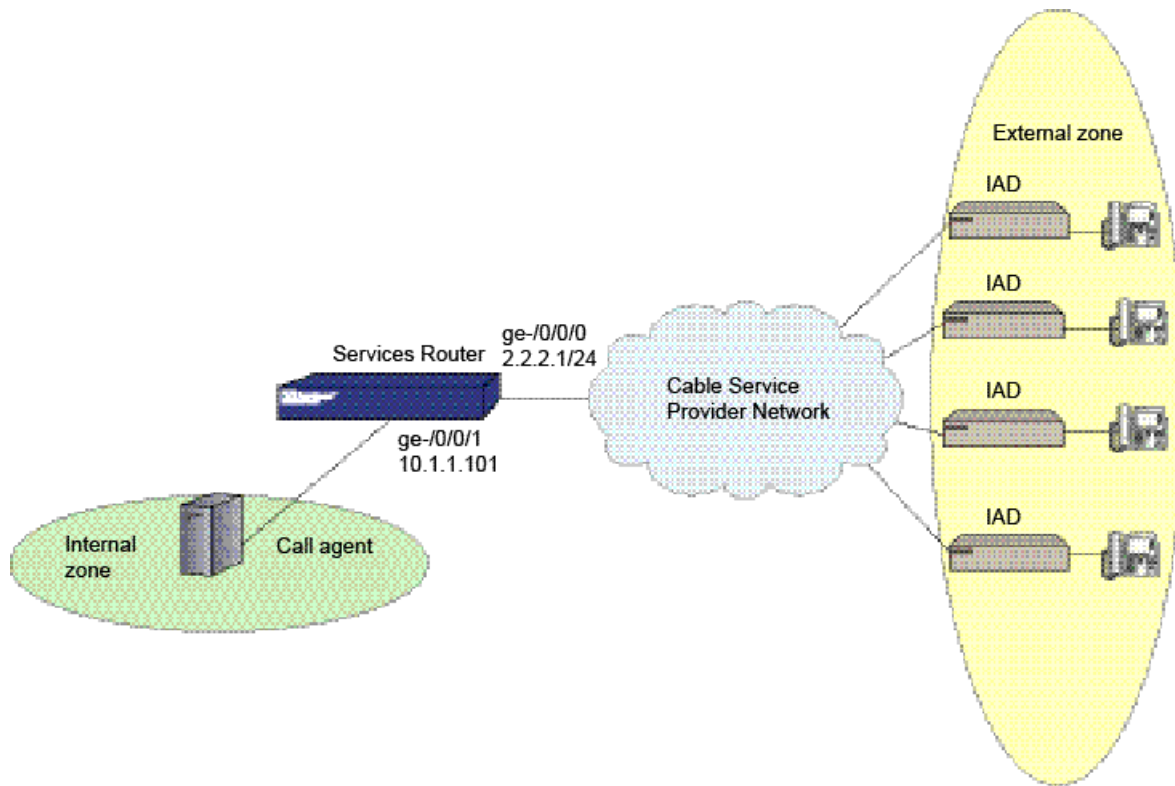 External zone
IAD
IAD
ge-/0/0/0
2.2.2.1/24
Services Router
Cable Service
Provider Network
IAD
ge-/0/0/1
10.1.1.101
IAD
Internal
zone
Call agent